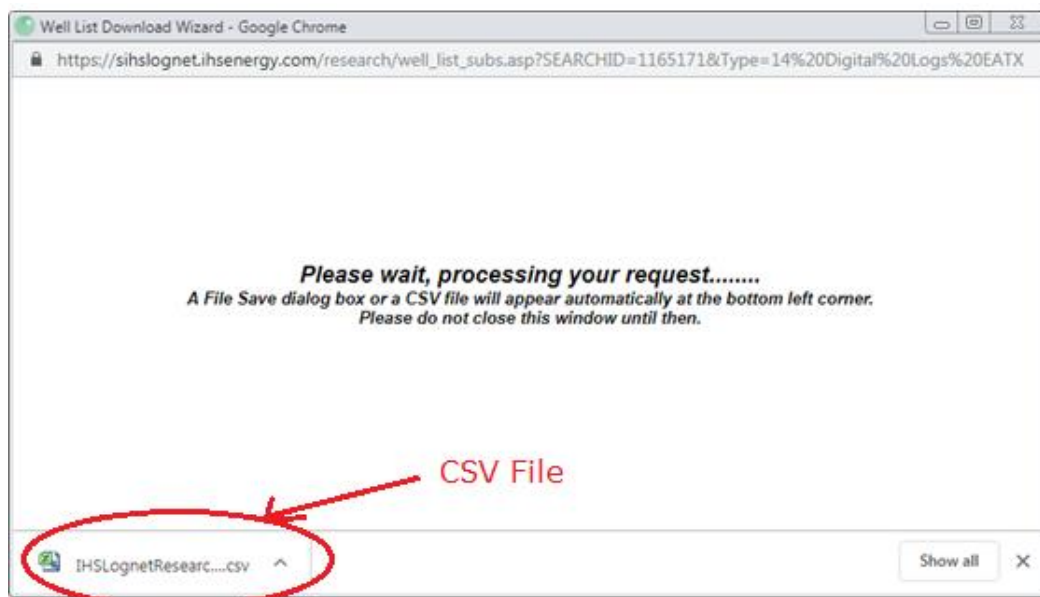 Well List Download Wizard - Google Chrome
https://sihslognet.ihsenergy.com/research/well_list_subs.asp?SEARCHID=1165171&Type=14%20Digital%20Logs%20EATX
Please wait, processing your request........
A File Save dialog box or a CSV file will appear automatically at the bottom left corner.
Please do not close this window until then.
CSV File
IHSLognetResearc....csv
Show all